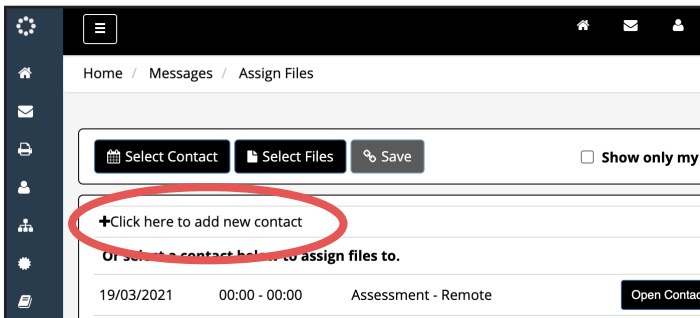 Home / Messages / Assign Files
Select Contact Select Files Save Show only my
+Click here to add new contact
Or select a contact below to assign files to.
19/03/2021 00:00 - 00:00 Assessment - Remote Open Contac